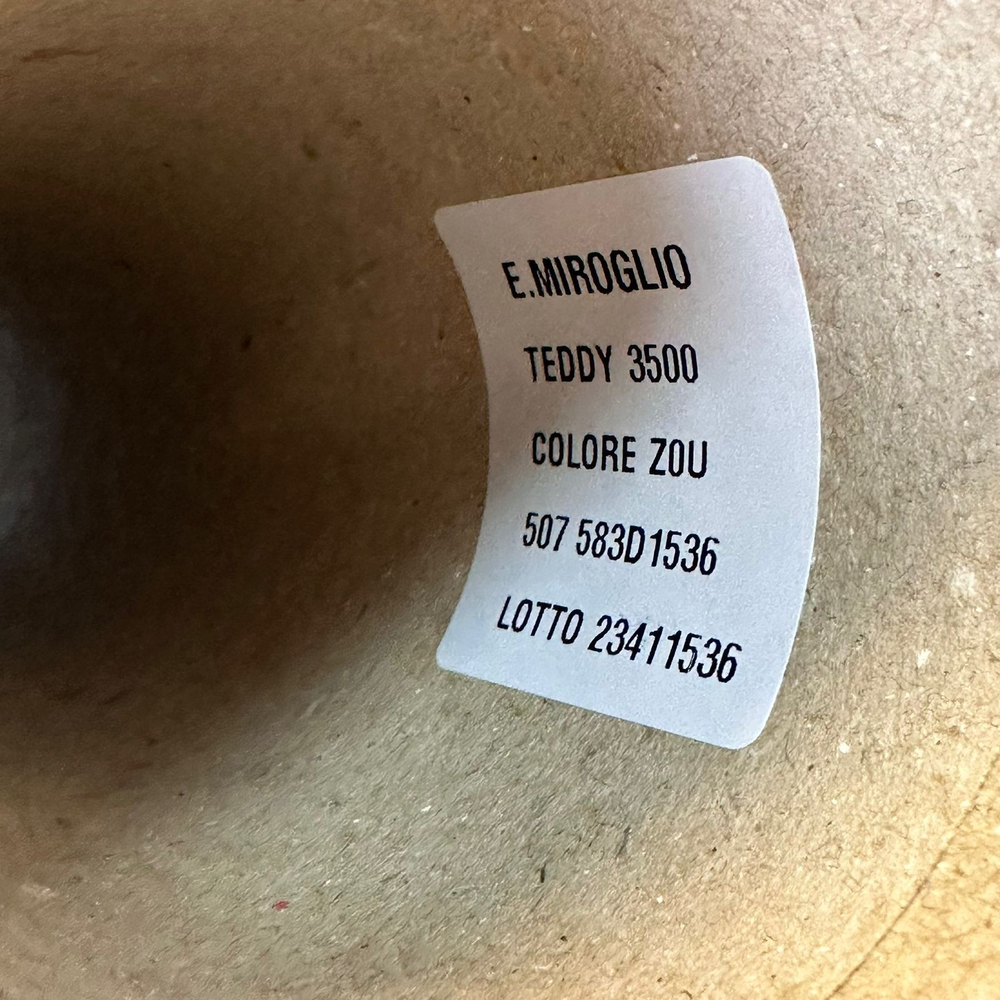 E.MIROGLIO
TEDDY 3500
COLORE ZOU
507 583D1536
LOTTO 23411536